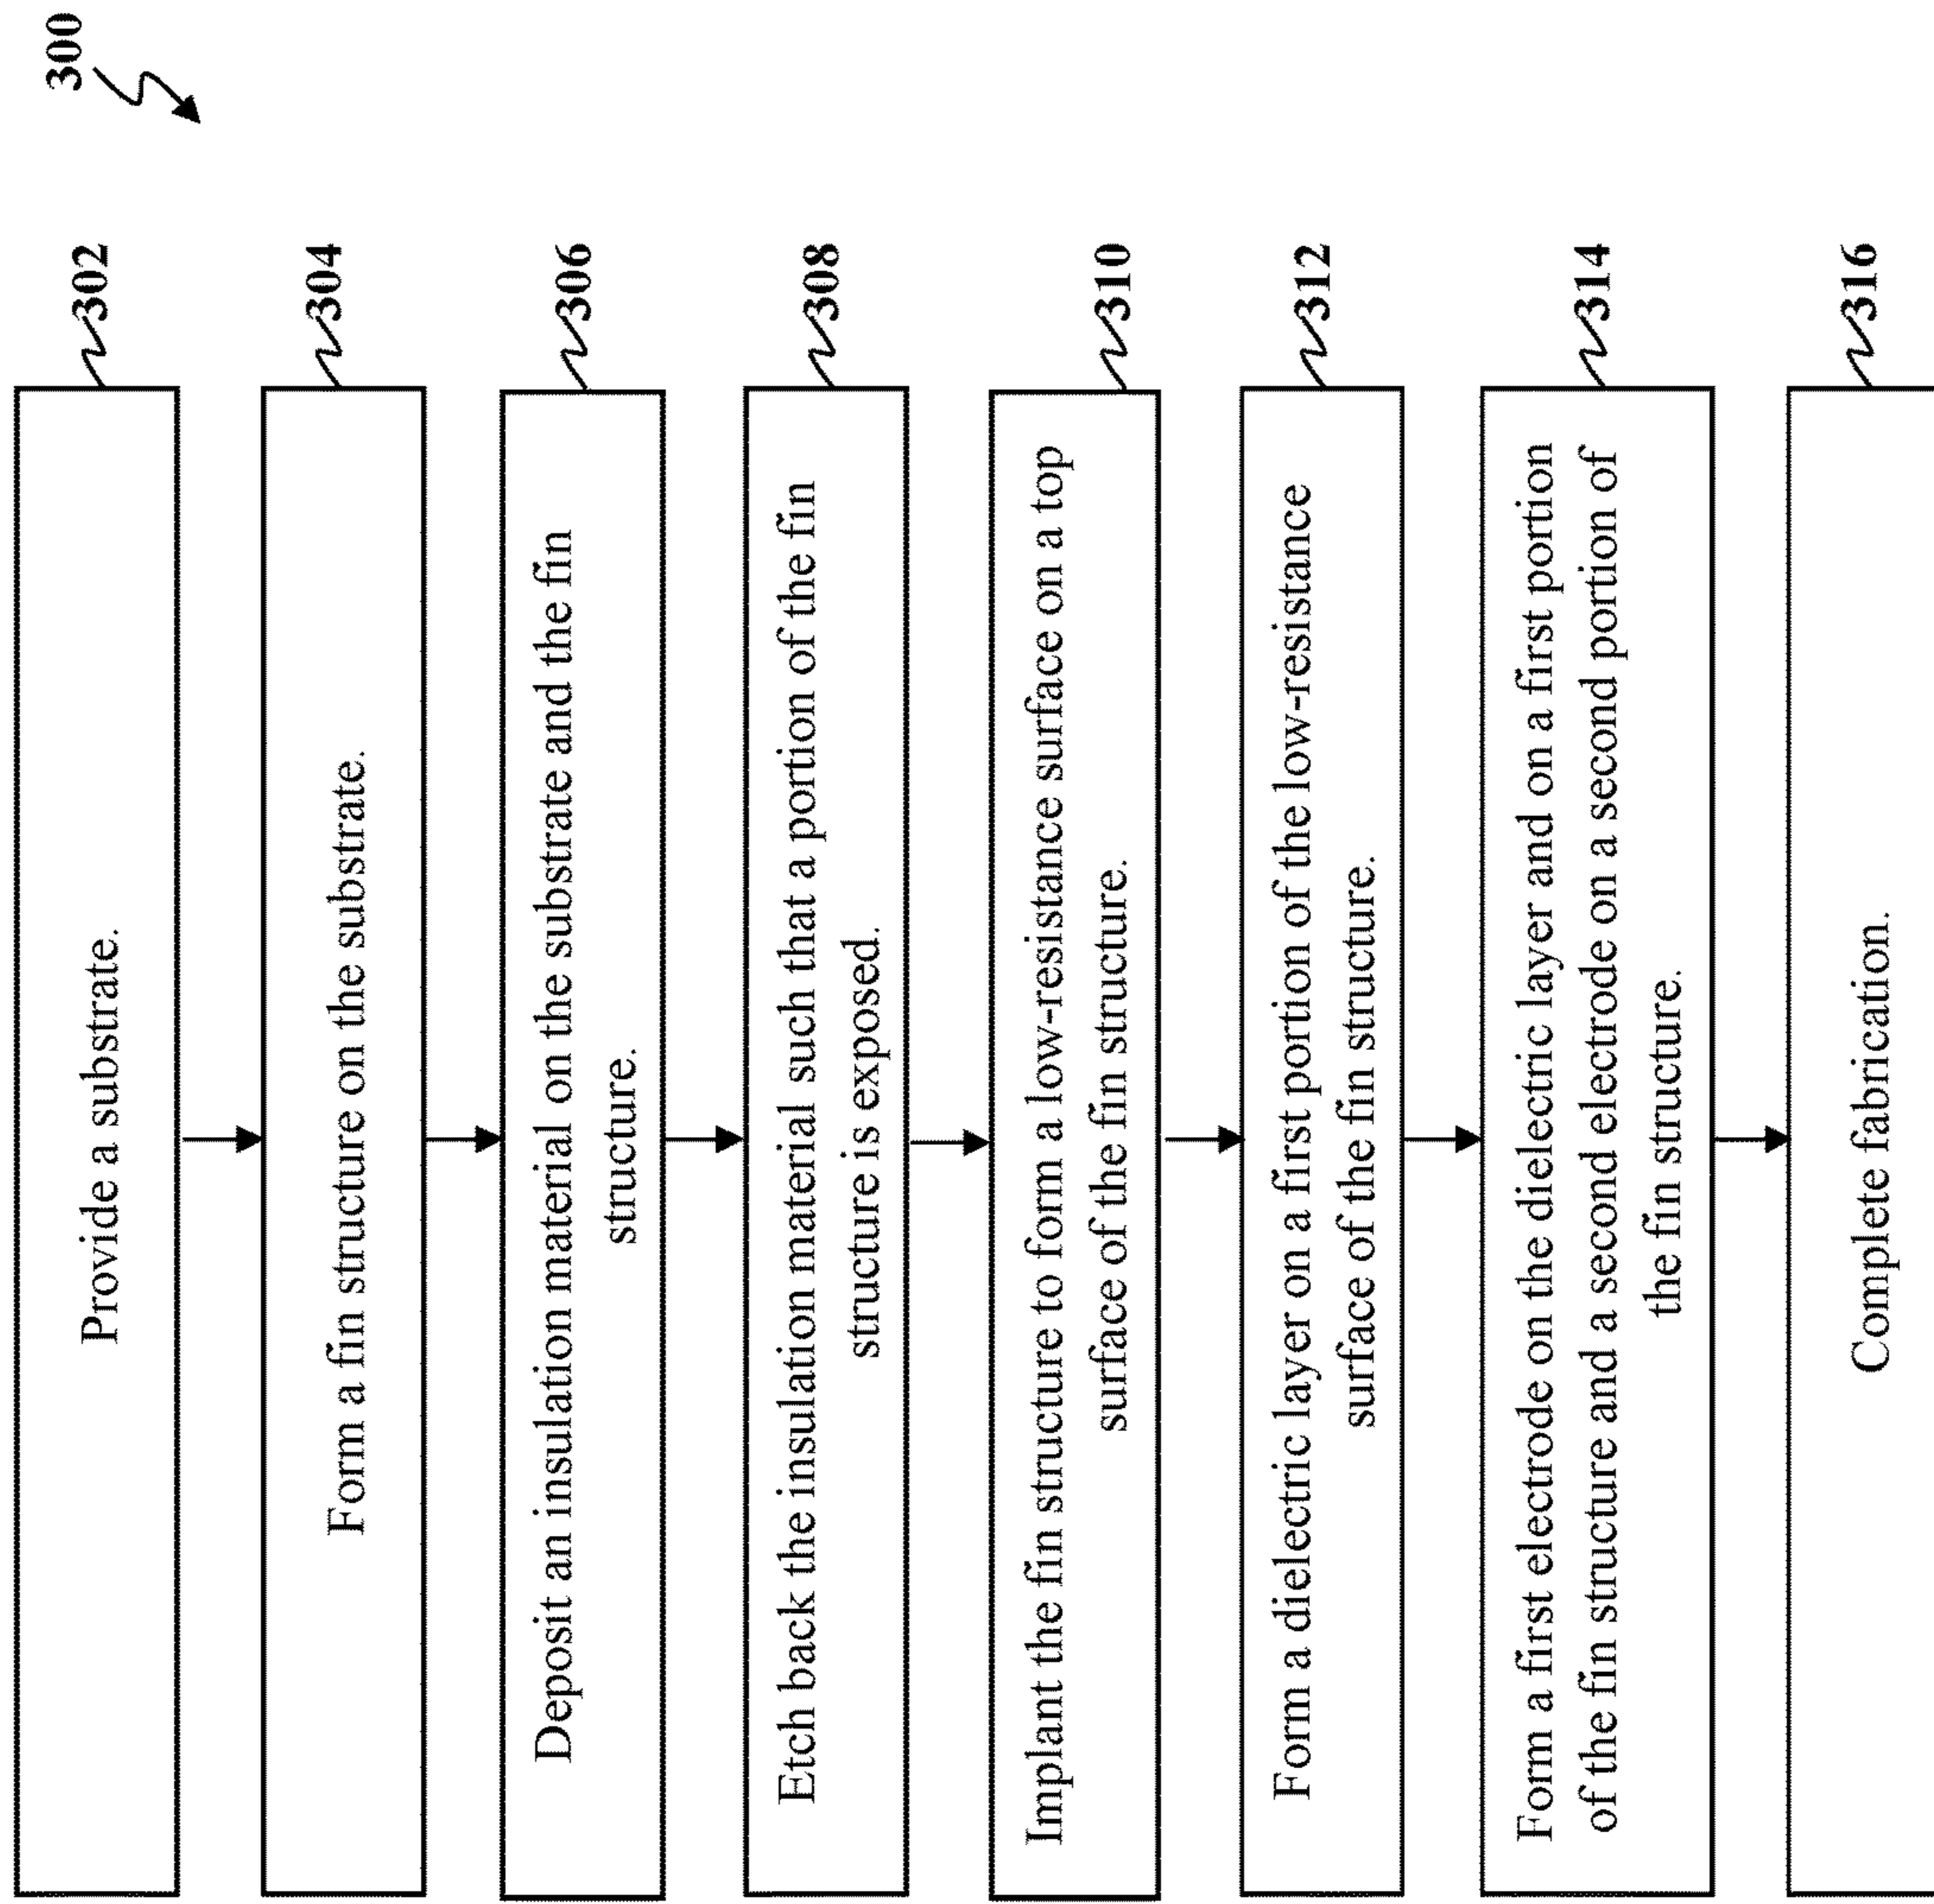 300
Provide a substrate.
302
Form a fin structure on the substrate.
304
Deposit an insulation material on the substrate and the fin
structure.
306
Etch back the insulation material such that a portion of the fin
structure is exposed.
308
Implant the fin structure to form a low-resistance surface on a top
surface of the fin structure.
310
Form a dielectric layer on a first portion of the low-resistance
surface of the fin structure.
312
Form a first electrode on the dielectric layer and on a first portion
of the fin structure and a second electrode on a second portion of
the fin structure.
314
Complete fabrication.
316